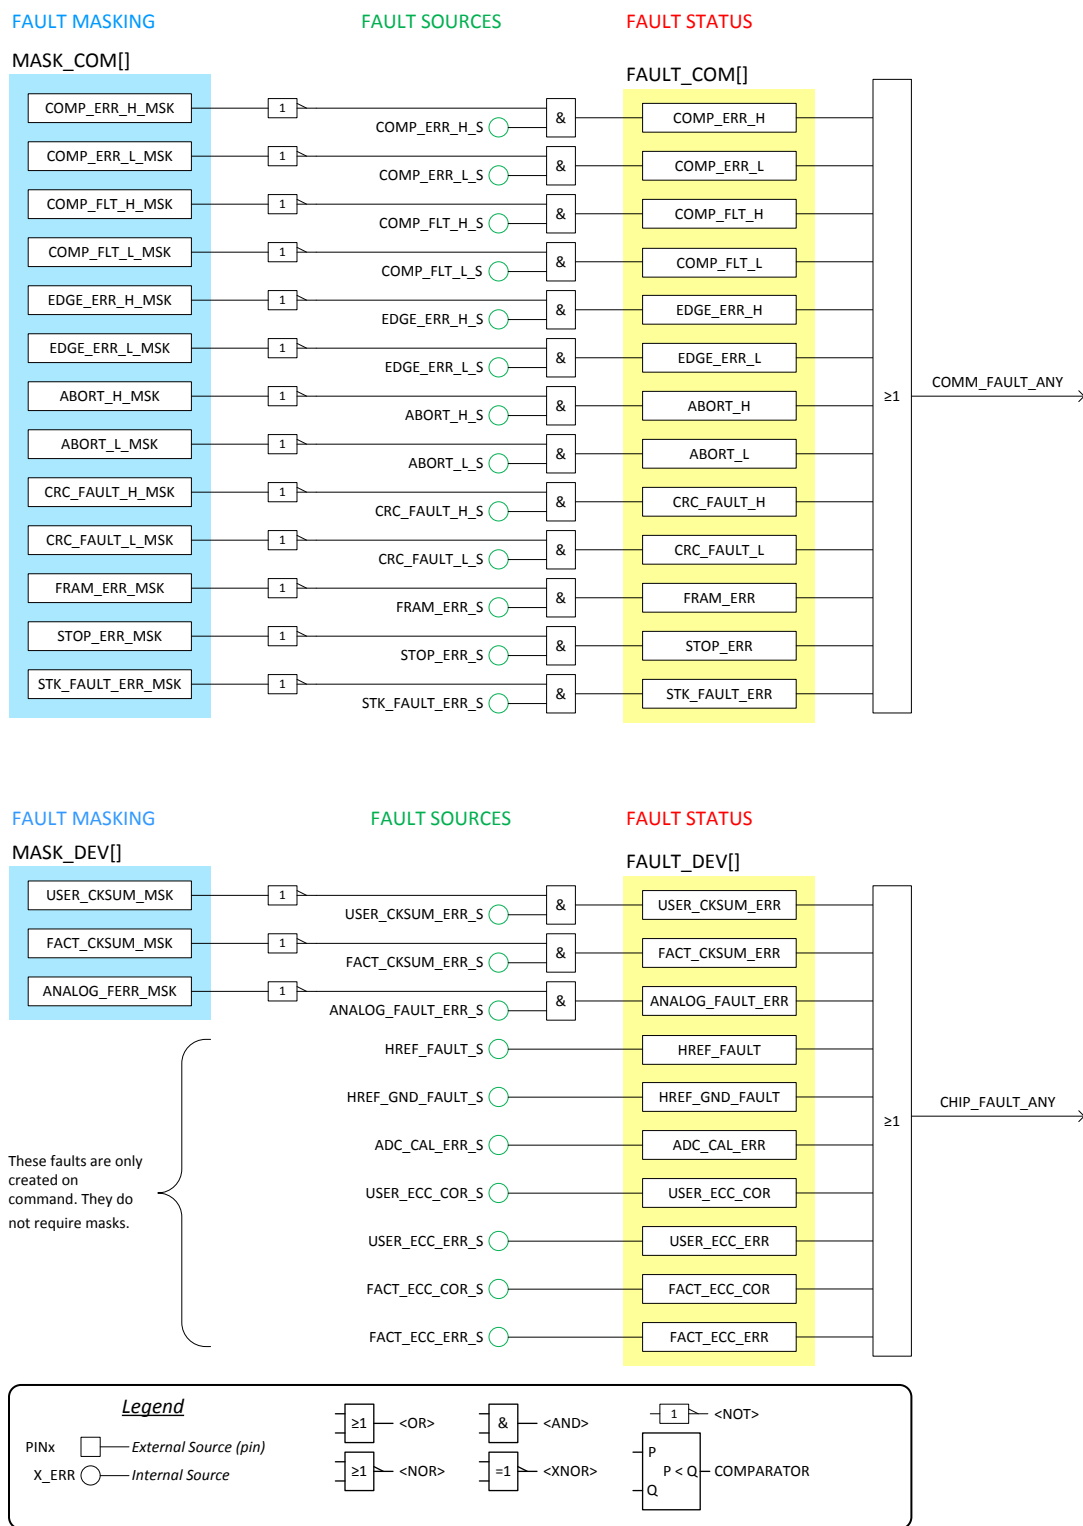 FAULT MASKING FAULT SOURCES FAULT STATUS
MASK_COM[]
FAULT_COM[]
COMP_ERR_H_MSK 1 COMP_ERR_H_S & COMP_ERR_H
COMP_ERR_L_MSK 1 COMP_ERR_L_S & COMP_ERR_L
COMP_FLT_H_MSK 1 COMP_FLT_H_S & COMP_FLT_H
COMP_FLT_L_MSK 1 COMP_FLT_L_S & COMP_FLT_L
EDGE_ERR_H_MSK 1 EDGE_ERR_H_S & EDGE_ERR_H
EDGE_ERR_L_MSK 1 EDGE_ERR_L_S & EDGE_ERR_L
ABORT_H_MSK 1 ABORT_H_S & ABORT_H ≥1 COMM_FAULT_ANY
ABORT_L_MSK 1 ABORT_L_S & ABORT_L
CRC_FAULT_H_MSK 1 CRC_FAULT_H_S & CRC_FAULT_H
CRC_FAULT_L_MSK 1 CRC_FAULT_L_S & CRC_FAULT_L
FRAM_ERR_MSK 1 FRAM_ERR_S & FRAM_ERR
STOP_ERR_MSK 1 STOP_ERR_S & STOP_ERR
STK_FAULT_ERR_MSK 1 STK_FAULT_ERR_S & STK_FAULT_ERR
FAULT MASKING FAULT SOURCES FAULT STATUS
MASK_DEV[]
FAULT_DEV[]
USER_CKSUM_MSK 1 USER_CKSUM_ERR_S & USER_CKSUM_ERR
FACT_CKSUM_MSK 1 FACT_CKSUM_ERR_S & FACT_CKSUM_ERR
ANALOG_FERR_MSK 1 ANALOG_FAULT_ERR_S & ANALOG_FAULT_ERR
HREF_FAULT_S HREF_FAULT
HREF_GND_FAULT_S HREF_GND_FAULT
≥1 CHIP_FAULT_ANY
ADC_CAL_ERR_S ADC_CAL_ERR
These faults are only
created on
command. They do
not require masks.
USER_ECC_COR_S USER_ECC_COR
USER_ECC_ERR_S USER_ECC_ERR
FACT_ECC_COR_S FACT_ECC_COR
FACT_ECC_ERR_S FACT_ECC_ERR
Legend
PINx External Source (pin)
X_ERR Internal Source
≥1 <OR>
≥1 <NOR>
& <AND>
=1 <XNOR>
1 <NOT>
P
P < Q COMPARATOR
Q